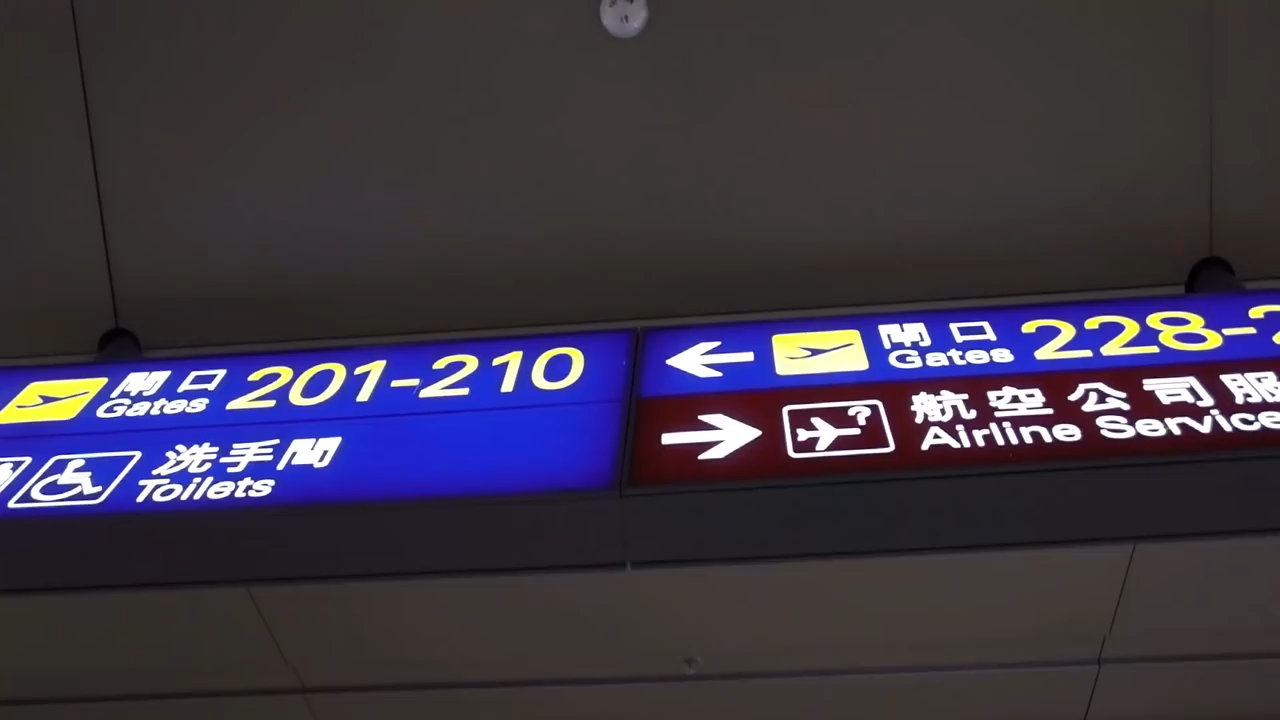 閘口 201-210
Gates
洗手間
Toilets
閘口 228-
Gates
航空公司服
Airline Service